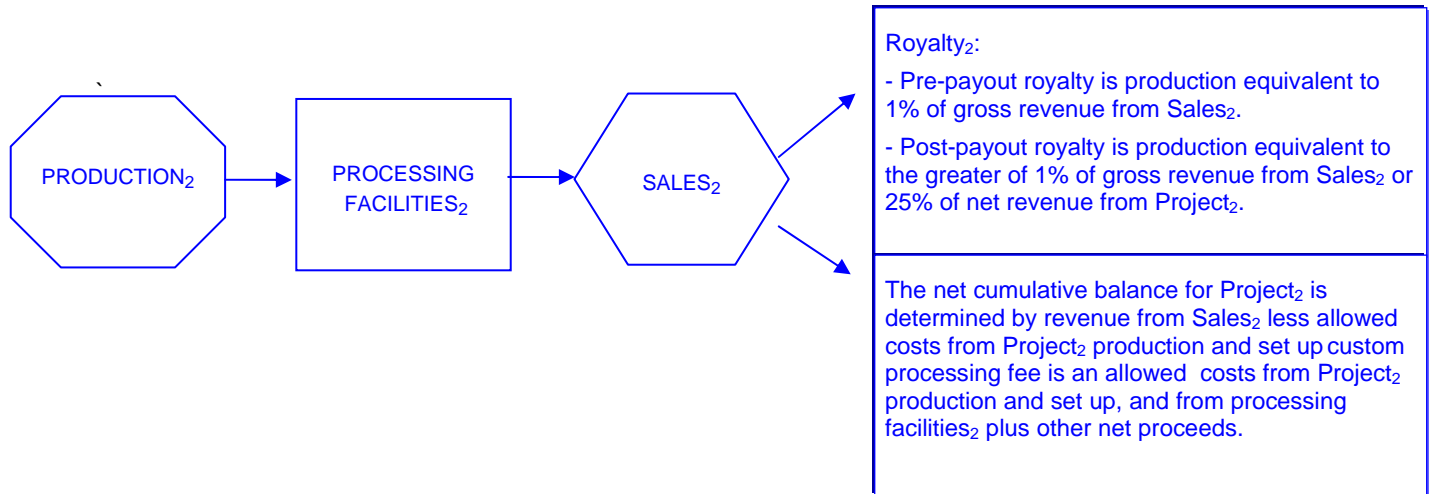 `
PRODUCTION₂
PROCESSING
FACILITIES₂
SALES₂
Royalty₂:
- Pre-payout royalty is production equivalent to
1% of gross revenue from Sales₂.
- Post-payout royalty is production equivalent to
the greater of 1% of gross revenue from Sales₂ or
25% of net revenue from Project₂.
The net cumulative balance for Project₂ is
determined by revenue from Sales₂ less allowed
costs from Project₂ production and set up custom
processing fee is an allowed costs from Project₂
production and set up, and from processing
facilities₂ plus other net proceeds.